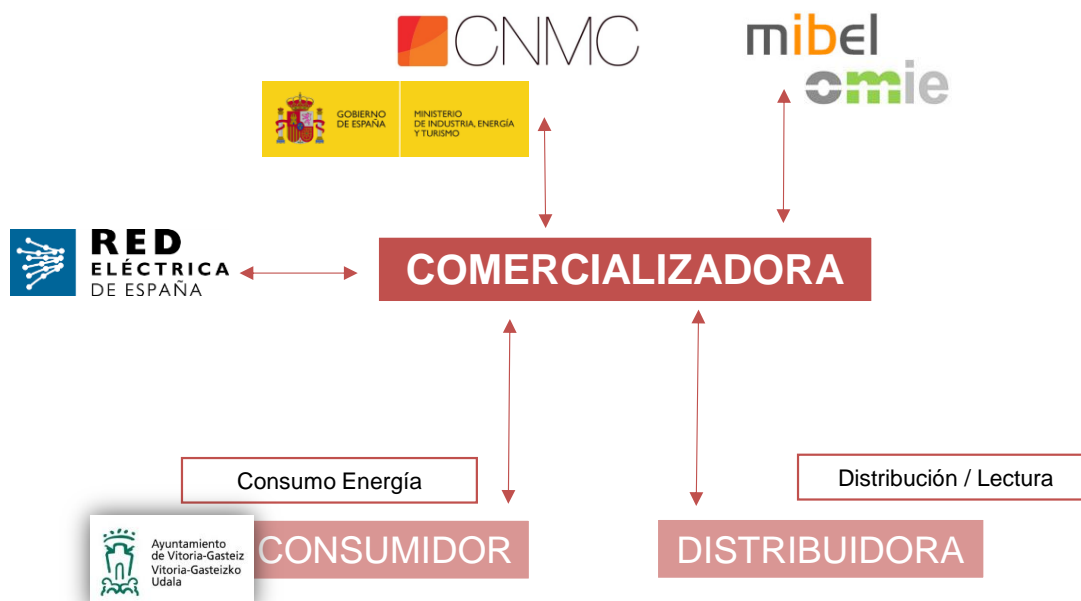 CNMC
mibel
omie
GOBIERNO
DE ESPAÑA
MINISTERIO
DE INDUSTRIA, ENERGÍA
Y TURISMO
RED
ELÉCTRICA
DE ESPAÑA
COMERCIALIZADORA
Consumo Energía
Distribución / Lectura
Ayuntamiento
de Vitoria-Gasteiz
Vitoria-Gasteizko
Udala
CONSUMIDOR
DISTRIBUIDORA